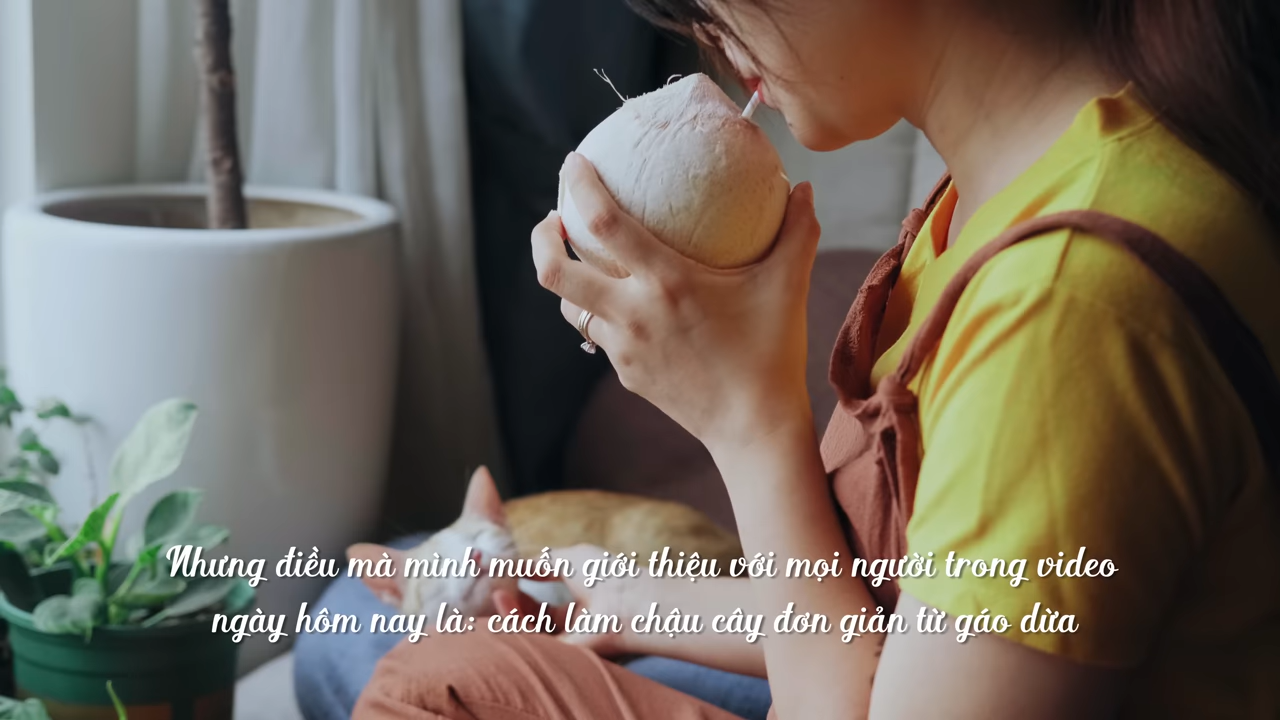 Nhưng điều mà mình muốn giới thiệu với mọi người trong video
ngày hôm nay là: cách làm chậu cây đơn giản từ gáo dừa